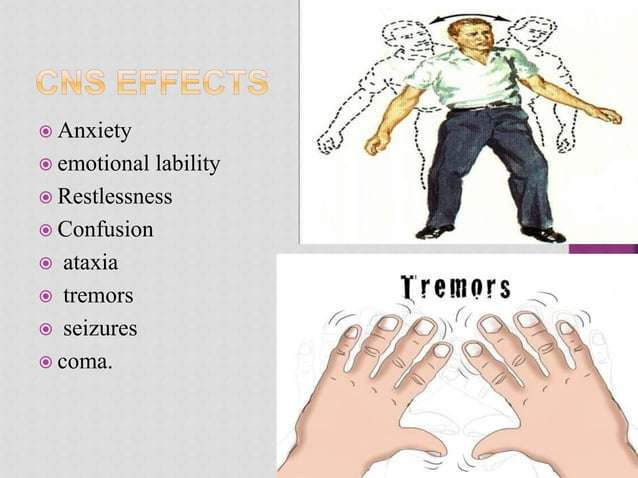 CNS EFFECTS
Anxiety
emotional lability
Restlessness
Confusion
ataxia
tremors
seizures
coma.
Tremors